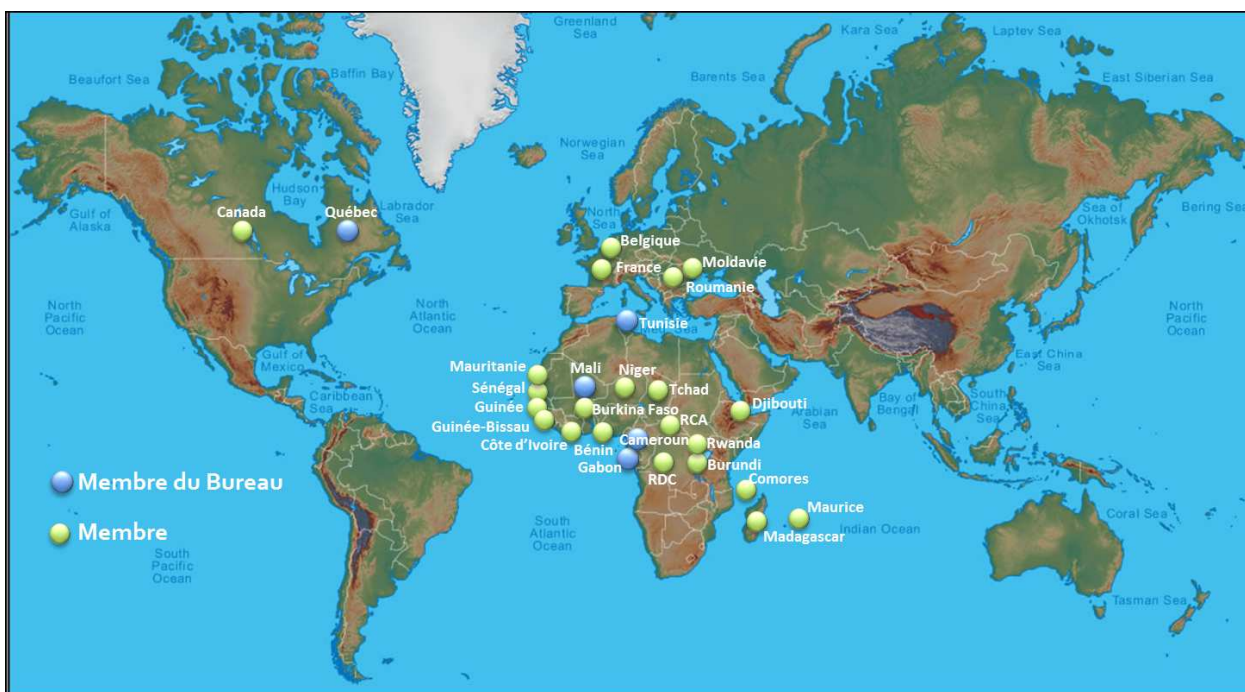 Greenland Sea
Kara Sea
Laptev Sea
Beaufort Sea
Baffin Bay
Barents Sea
East Siberian Sea
Norwegian
Sea
Hudson
Bay
Labrador
Sea
Gulf of
Alaska
Canada
Québec
North
Sea
Sea of
Okhotsk
Bering Sea
Belgique
France
Moldavie
Roumanie
North
Pacific
Ocean
North
Atlantic
Ocean
North
Pacific
Ocean
Tunisie
Sea
East China
Sea
Gulf of
Mexico
Caribbean
Sea
Mauritanie
Mali
Niger
Tchad
Sénégal
Guinée
Burkina Faso
Djibouti
Arabian
Sea
Bay of
Bengal
South
China
Sea
Guinée-Bissau
RCA
Côte d'Ivoire
Bénin
Cameroun
Rwanda
Gabon
RDC
Burundi
Comores
Membre du Bureau
Membre
Maurice
Madagascar
Indian Ocean
Coral Sea
South
Atlantic
Ocean
South
Pacific
Ocean
Tasman Sea